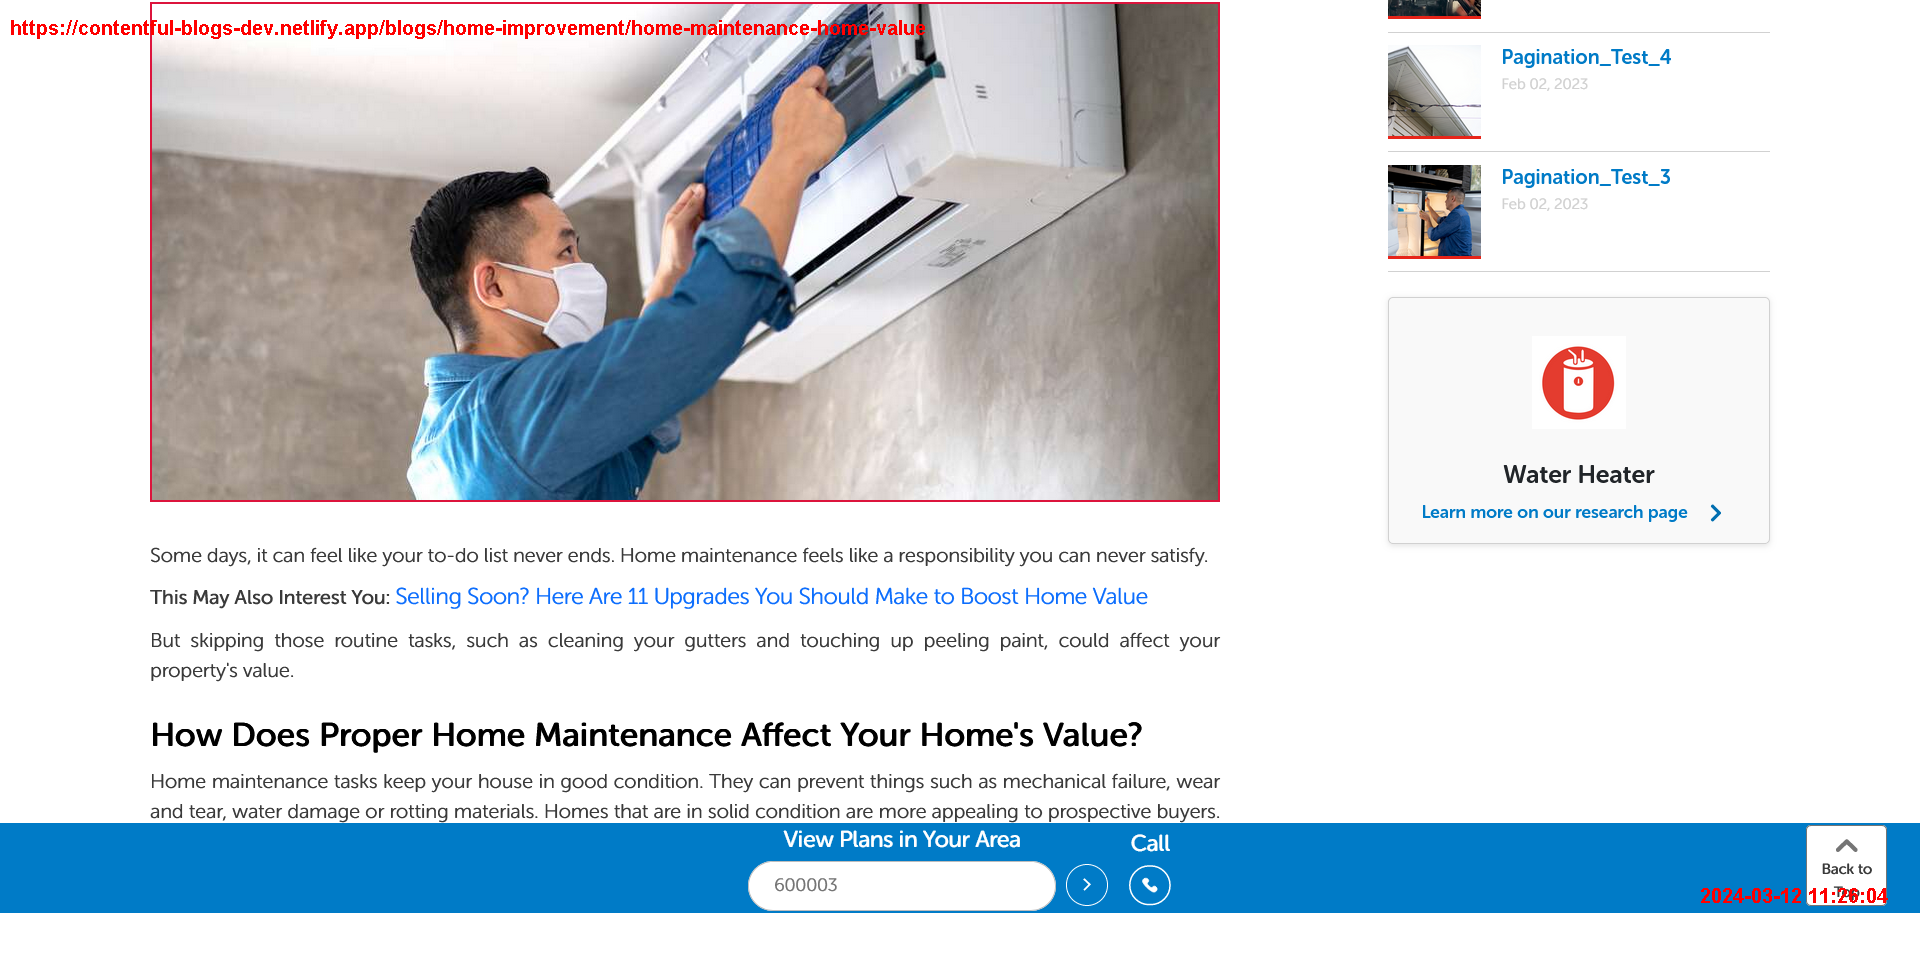 https://contentful-blogs-dev.netlify.app/blogs/home-improvement/home-maintenance-home-value
Pagination_Test_4
Feb 02, 2023
Pagination_Test_3
Feb 02, 2023
Water Heater
Learn more on our research page
Some days, it can feel like your to-do list never ends. Home maintenance feels like a responsibility you can never satisfy.
This May Also Interest You: Selling Soon? Here Are 11 Upgrades You Should Make to Boost Home Value
But skipping those routine tasks, such as cleaning your gutters and touching up peeling paint, could affect your
property's value.
How Does Proper Home Maintenance Affect Your Home's Value?
Home maintenance tasks keep your house in good condition. They can prevent things such as mechanical failure, wear
and tear, water damage or rotting materials. Homes that are in solid condition are more appealing to prospective buyers.
View Plans in Your Area
600003
Call
Back to
Top
2024-03-12 11:26:04